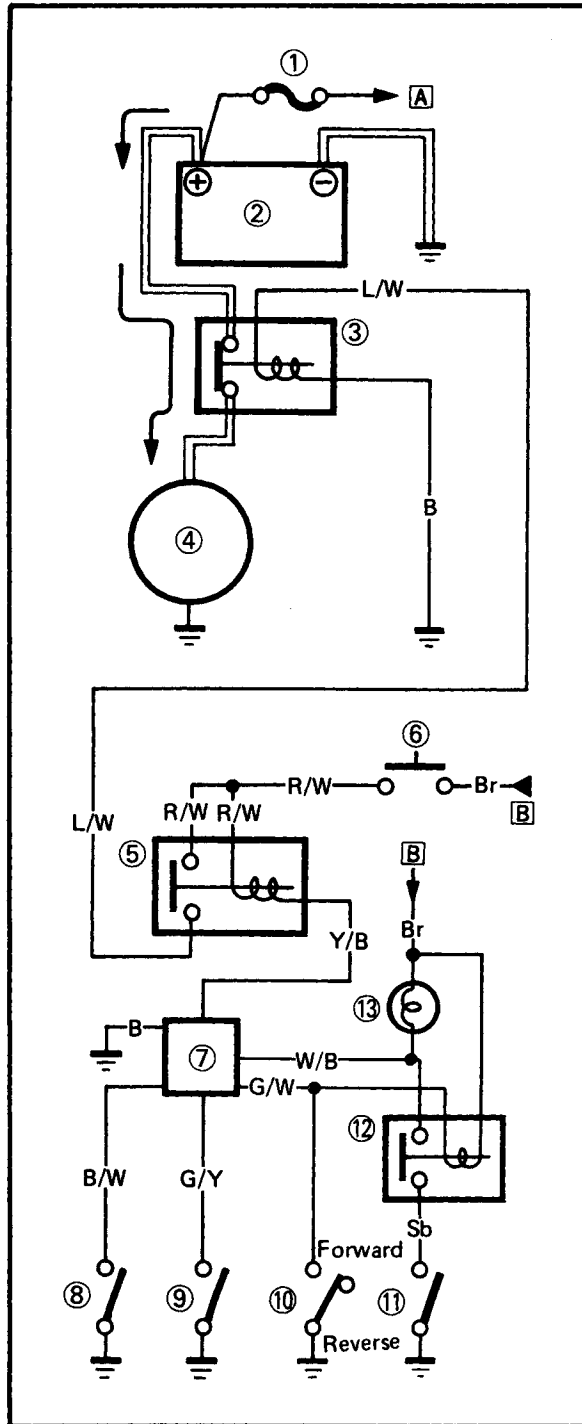 ①
A
+
−
②
L/W
③
B
④
⑥
R/W
Br
B
R/W
R/W
L/W
⑤
B
Y/B
Br
⑬
B
⑦
W/B
G/W
⑫
B/W
G/Y
Sb
Forward
⑧
⑨
⑩
⑪
Reverse